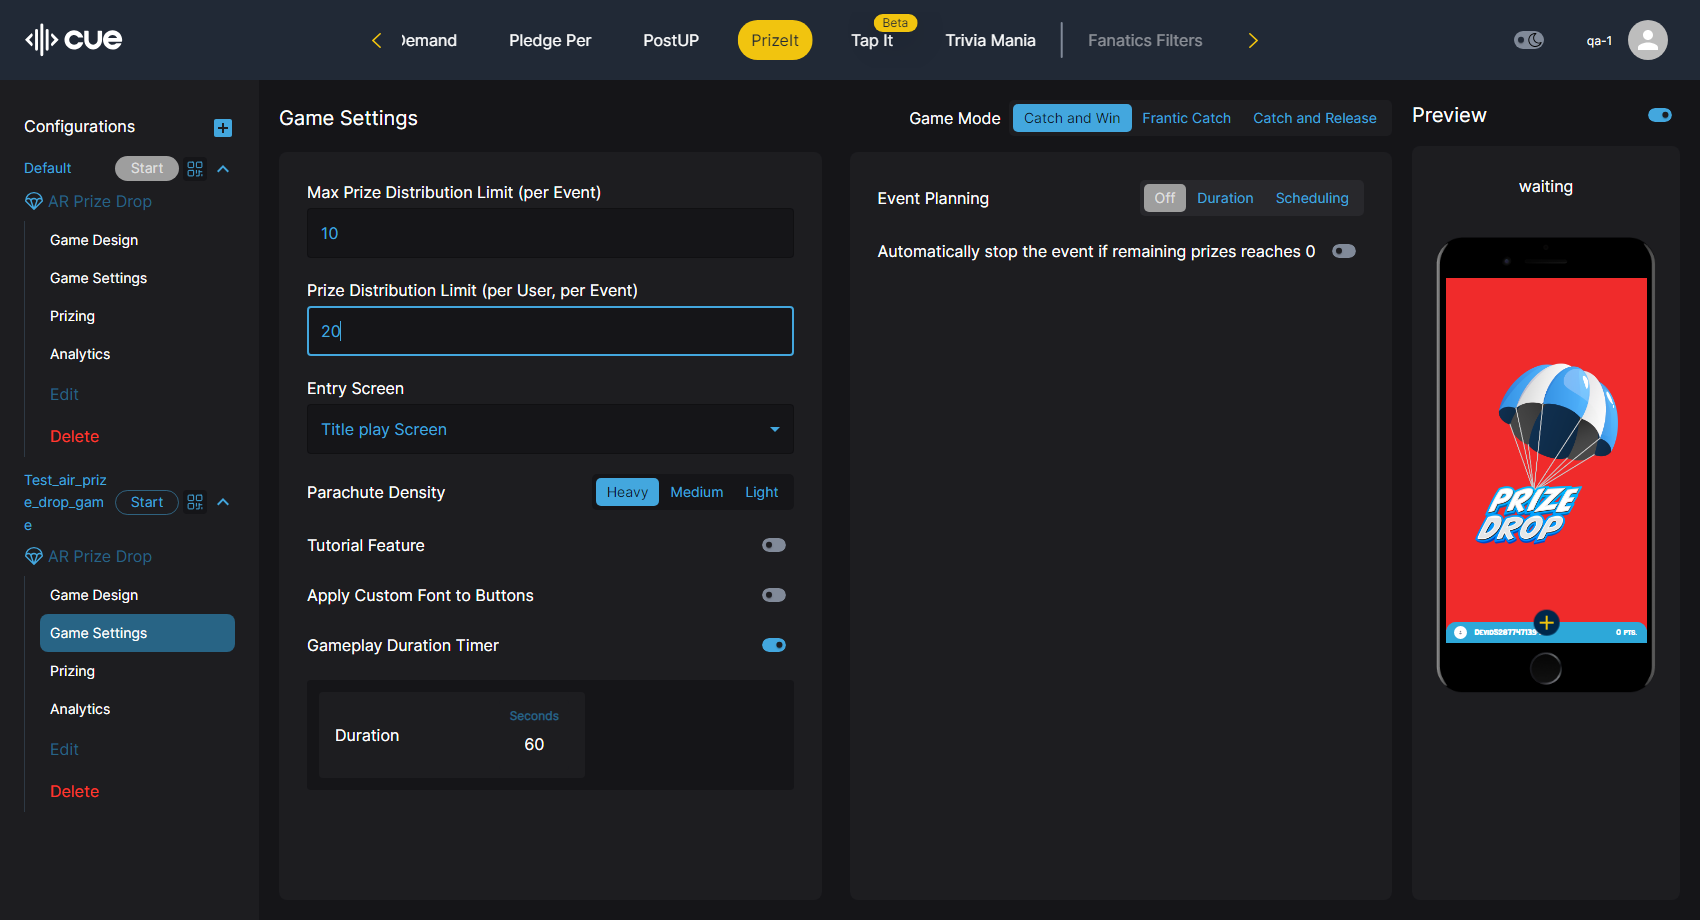 cue
Demand
Pledge Per
PostUP
PrizeIt
Beta
Tap It
Trivia Mania
Fanatics Filters
qa-1
Configurations
Default
Start
AR Prize Drop
Game Design
Game Settings
Prizing
Analytics
Edit
Delete
Test_air_priz
e_drop_gam
e
Start
AR Prize Drop
Game Design
Game Settings
Prizing
Analytics
Edit
Delete
Game Settings
Game Mode
Catch and Win
Frantic Catch
Catch and Release
Max Prize Distribution Limit (per Event)
10
Prize Distribution Limit (per User, per Event)
20
Entry Screen
Title play Screen
Parachute Density
Heavy
Medium
Light
Tutorial Feature
Apply Custom Font to Buttons
Gameplay Duration Timer
Duration
Seconds
60
Event Planning
Off
Duration
Scheduling
Automatically stop the event if remaining prizes reaches 0
Preview
waiting
PRIZE
DROP
0 PTS.